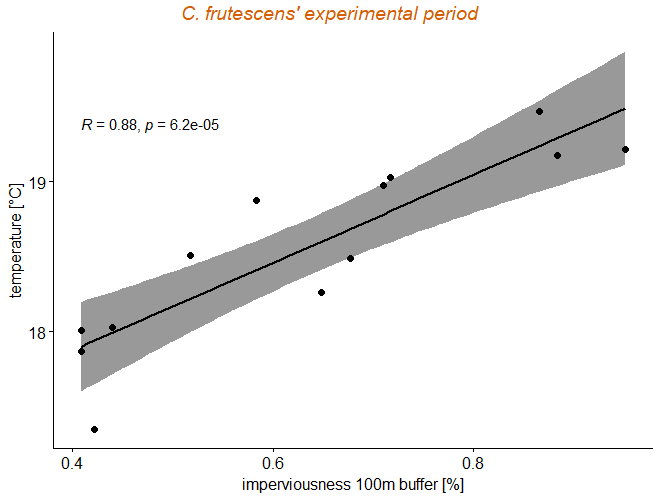 C. frutescens' experimental period
R = 0.88, p = 6.2e-05
temperature [°C]
19
18
0.4 0.6 0.8
imperviousness 100m buffer [%]